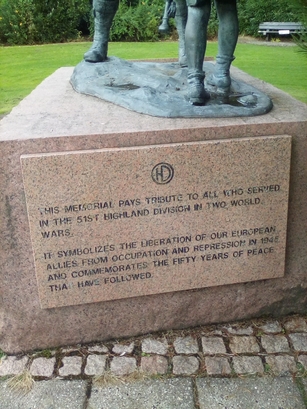 HD
THIS MEMORIAL PAYS TRIBUTE TO ALL WHO SERVED
IN THE 51ST HIGHLAND DIVISION IN TWO WORLD
WARS.
IT SYMBOLIZES THE LIBERATION OF OUR EUROPEAN
ALLIES FROM OCCUPATION AND REPRESSION IN 1944
AND COMMEMORATES THE FIFTY YEARS OF PEACE
THAT HAVE FOLLOWED.